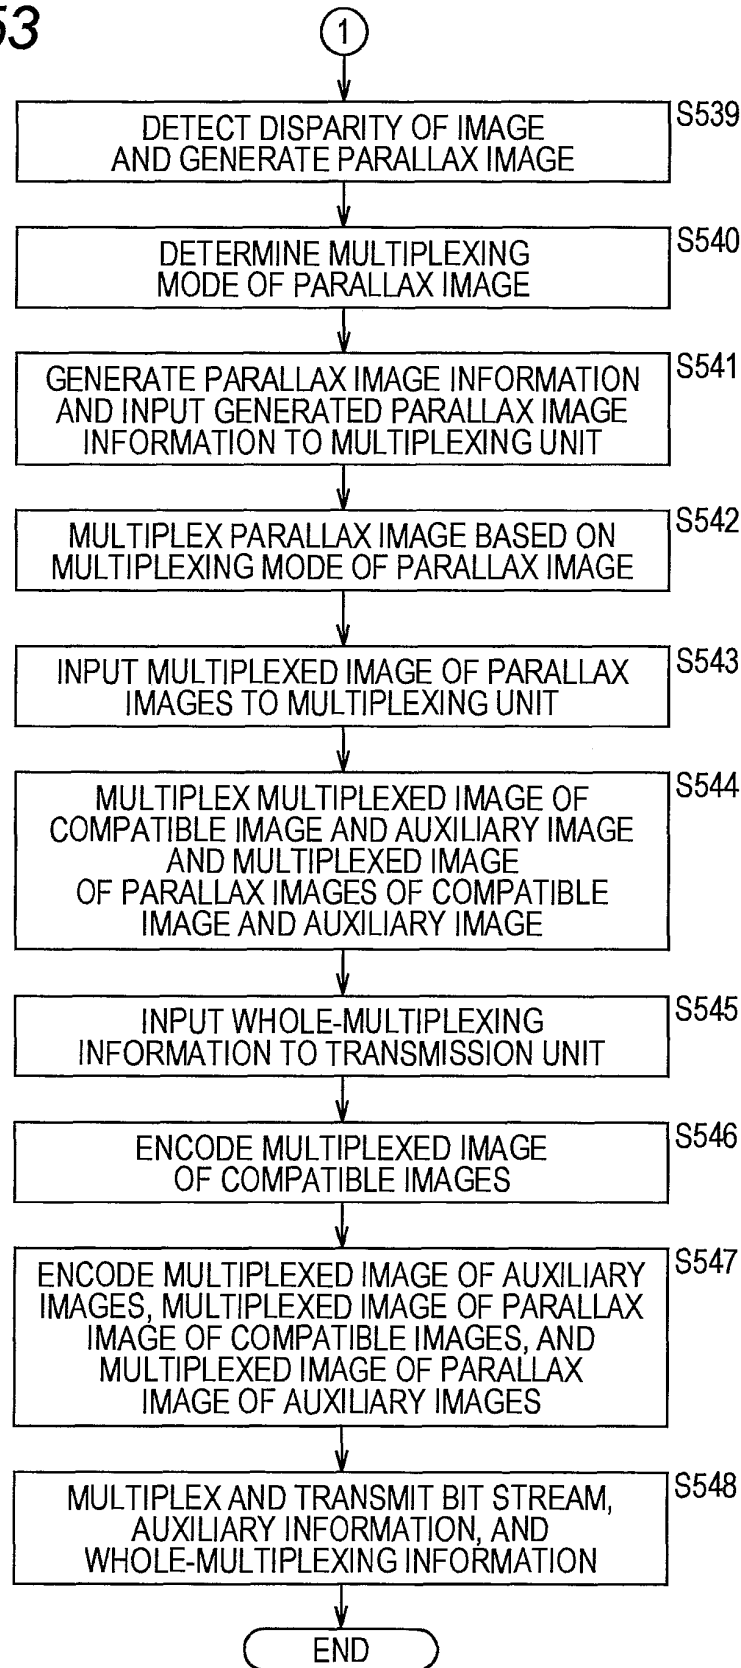 53
1
S539
DETECT DISPARITY OF IMAGE
AND GENERATE PARALLAX IMAGE
S540
DETERMINE MULTIPLEXING
MODE OF PARALLAX IMAGE
S541
GENERATE PARALLAX IMAGE INFORMATION
AND INPUT GENERATED PARALLAX IMAGE
INFORMATION TO MULTIPLEXING UNIT
S542
MULTIPLEX PARALLAX IMAGE BASED ON
MULTIPLEXING MODE OF PARALLAX IMAGE
S543
INPUT MULTIPLEXED IMAGE OF PARALLAX
IMAGES TO MULTIPLEXING UNIT
S544
MULTIPLEX MULTIPLEXED IMAGE OF
COMPATIBLE IMAGE AND AUXILIARY IMAGE
AND MULTIPLEXED IMAGE
OF PARALLAX IMAGES OF COMPATIBLE
IMAGE AND AUXILIARY IMAGE
S545
INPUT WHOLE-MULTIPLEXING
INFORMATION TO TRANSMISSION UNIT
S546
ENCODE MULTIPLEXED IMAGE
OF COMPATIBLE IMAGES
S547
ENCODE MULTIPLEXED IMAGE OF AUXILIARY
IMAGES, MULTIPLEXED IMAGE OF PARALLAX
IMAGE OF COMPATIBLE IMAGES, AND
MULTIPLEXED IMAGE OF PARALLAX
IMAGE OF AUXILIARY IMAGES
S548
MULTIPLEX AND TRANSMIT BIT STREAM,
AUXILIARY INFORMATION, AND
WHOLE-MULTIPLEXING INFORMATION
END